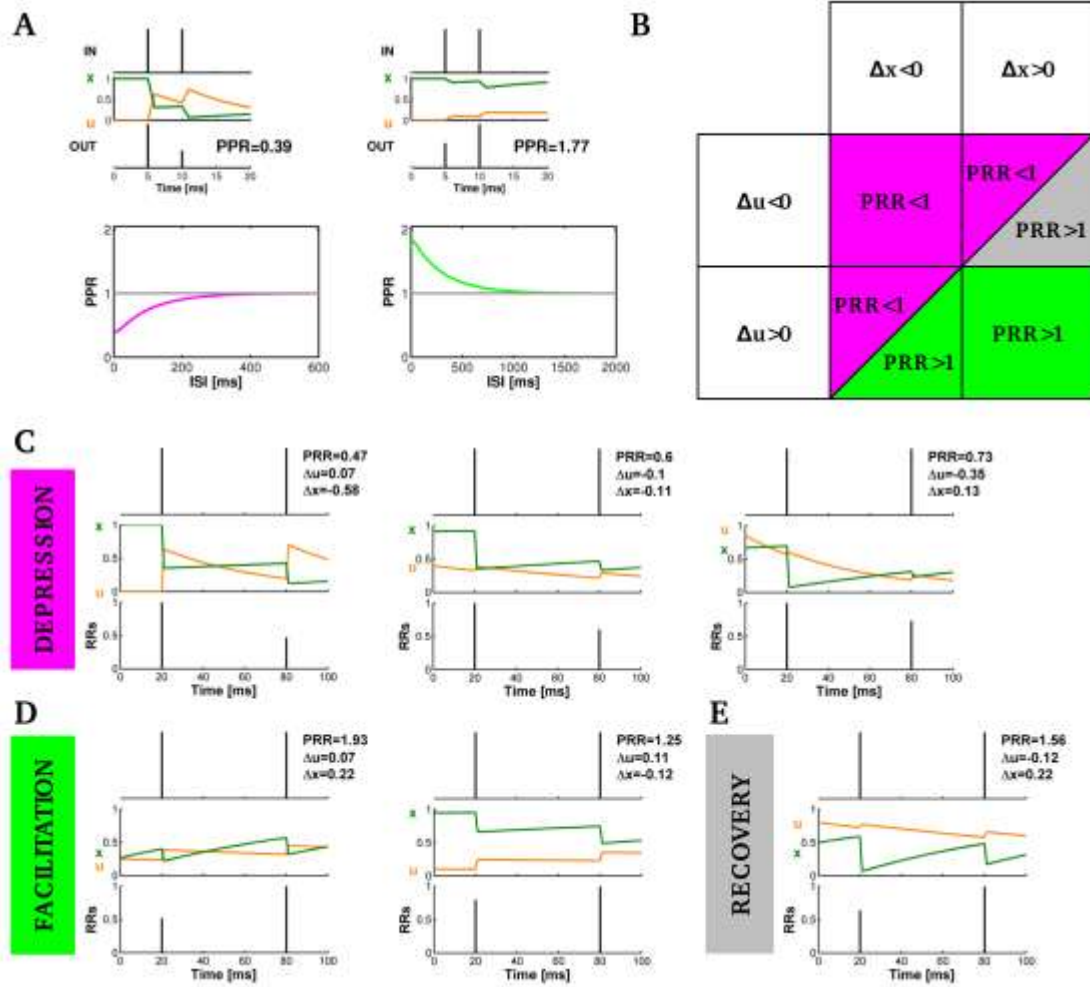 A
IN
X
1
0.5
0
U
OUT
PPR=0.39
0 5 10 15 20
Time [ms]
PPR=1.77
0 5 10 15 20
Time [ms]
2
PPR
1
0
0 200 400 600
ISI [ms]
2
PPR
1
0
0 500 1000 1500 2000
ISI [ms]
B
Δx<0 Δx>0
Δu<0 PRR<1 PRR<1
PRR>1
Δu>0 PRR<1
PRR>1 PRR>1
C
DEPRESSION
PRR=0.47
Δu=0.07
Δx=-0.58
X
1
0.5
U
0
1
RRs
0.5
0
0 20 40 60 80 100
Time [ms]
PRR=0.6
Δu=-0.1
Δx=-0.11
X
1
0.5
U
0
1
RRs
0.5
0
0 20 40 60 80 100
Time [ms]
PRR=0.73
Δu=-0.35
Δx=0.13
U
1
X
0.5
0
1
RRs
0.5
0
0 20 40 60 80 100
Time [ms]
D
FACILITATION
PRR=1.93
Δu=0.07
Δx=0.22
1
0.5
X
U
0
1
RRs
0.5
0
0 20 40 60 80 100
Time [ms]
PRR=1.25
Δu=0.11
Δx=-0.12
X
1
0.5
U
0
1
RRs
0.5
0
0 20 40 60 80 100
Time [ms]
E
RECOVERY
PRR=1.56
Δu=-0.12
Δx=0.22
1
U
0.5
X
0
1
RRs
0.5
0
0 20 40 60 80 100
Time [ms]